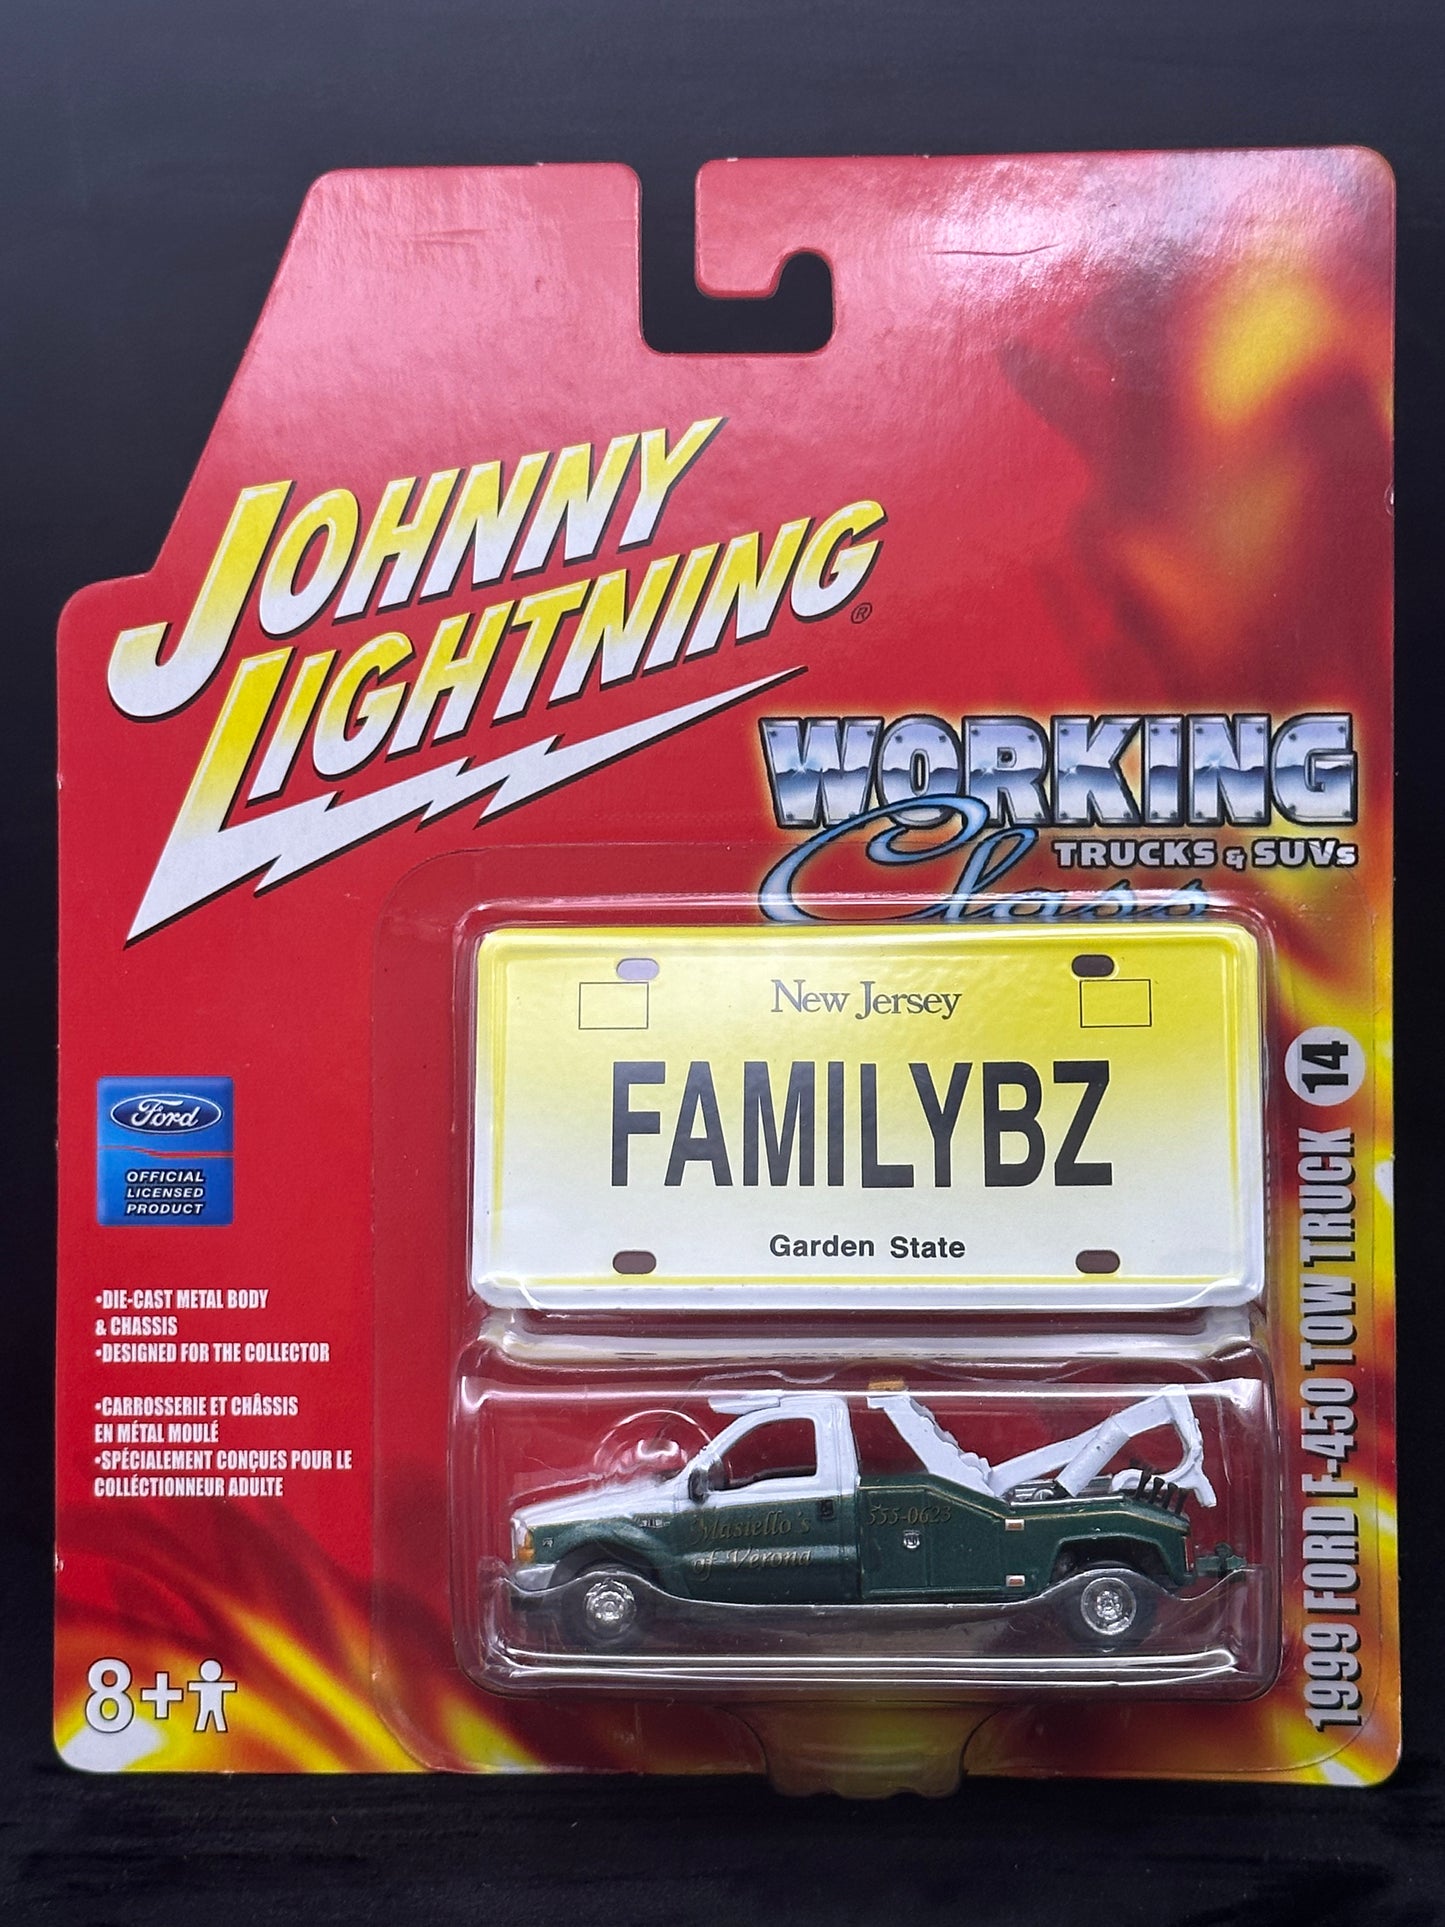 JOHNNY
LIGHTNING®
WORKING
Class
TRUCKS & SUVs
New Jersey
FAMILYBZ
Garden State
Ford
OFFICIAL
LICENSED
PRODUCT
•DIE-CAST METAL BODY
& CHASSIS
•DESIGNED FOR THE COLLECTOR
•CARROSSERIE ET CHÂSSIS
EN MÉTAL MOULÉ
•SPÉCIALEMENT CONÇUES POUR LE
COLLÉCTIONNEUR ADULTE
8+
Masiello's
of Verona
555-0623
1999 FORD F-450 TOW TRUCK 14